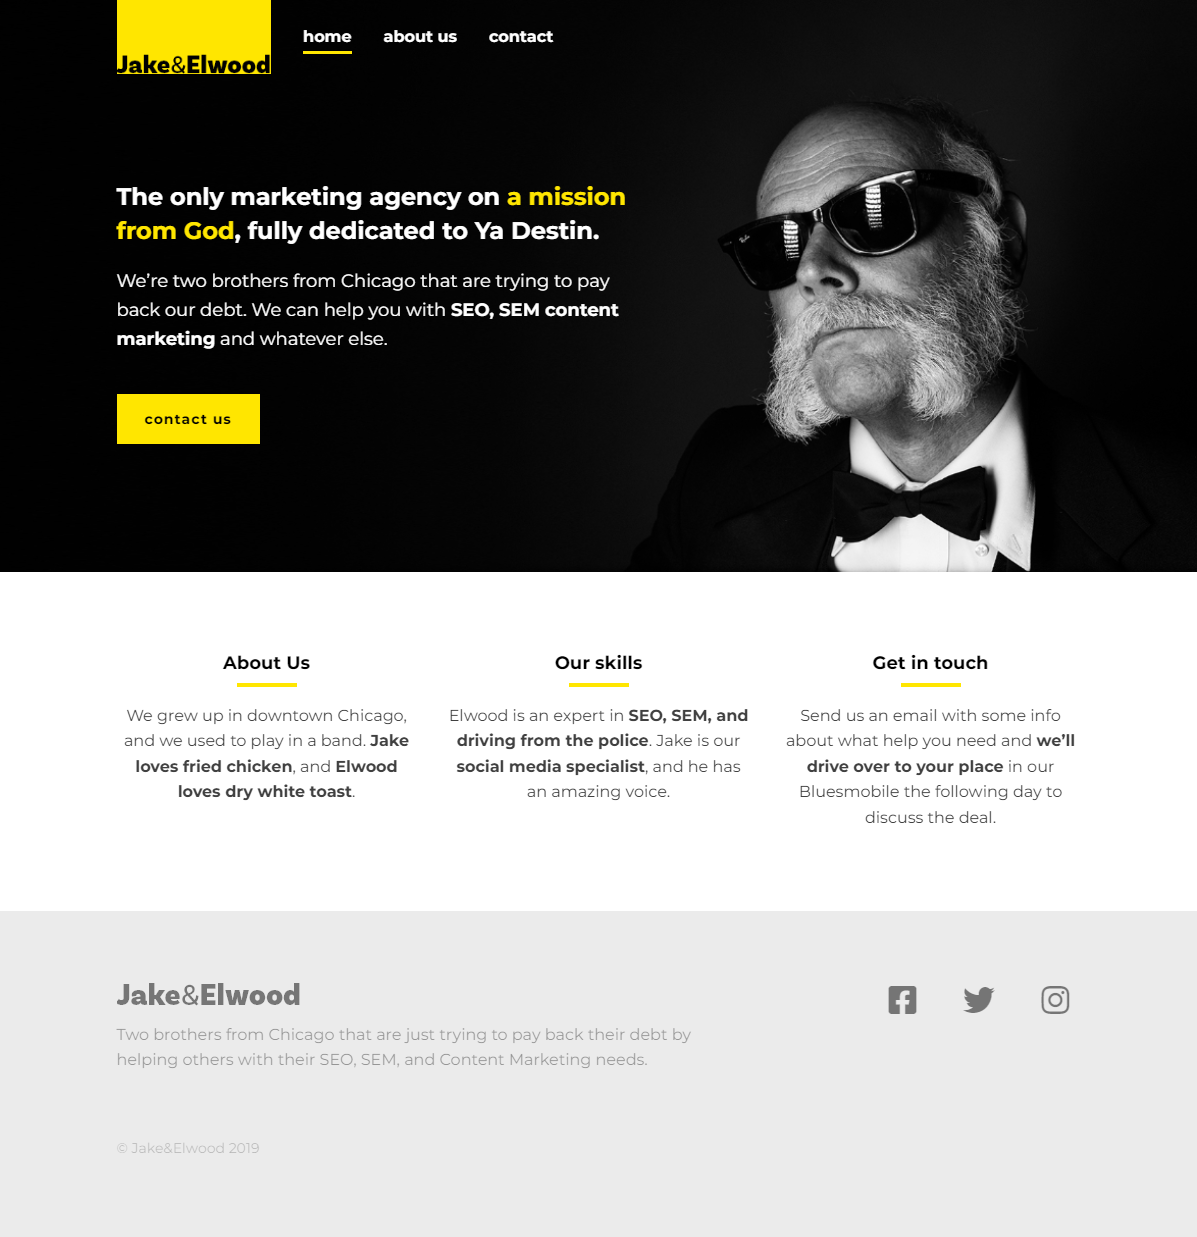 Jake&Elwood
home about us contact
The only marketing agency on a mission
from God, fully dedicated to Ya Destin.
We’re two brothers from Chicago that are trying to pay
back our debt. We can help you with SEO, SEM content
marketing and whatever else.
contact us
About Us
We grew up in downtown Chicago,
and we used to play in a band. Jake
loves fried chicken, and Elwood
loves dry white toast.
Our skills
Elwood is an expert in SEO, SEM, and
driving from the police. Jake is our
social media specialist, and he has
an amazing voice.
Get in touch
Send us an email with some info
about what help you need and we’ll
drive over to your place in our
Bluesmobile the following day to
discuss the deal.
Jake&Elwood
Two brothers from Chicago that are just trying to pay back their debt by
helping others with their SEO, SEM, and Content Marketing needs.
© Jake&Elwood 2019